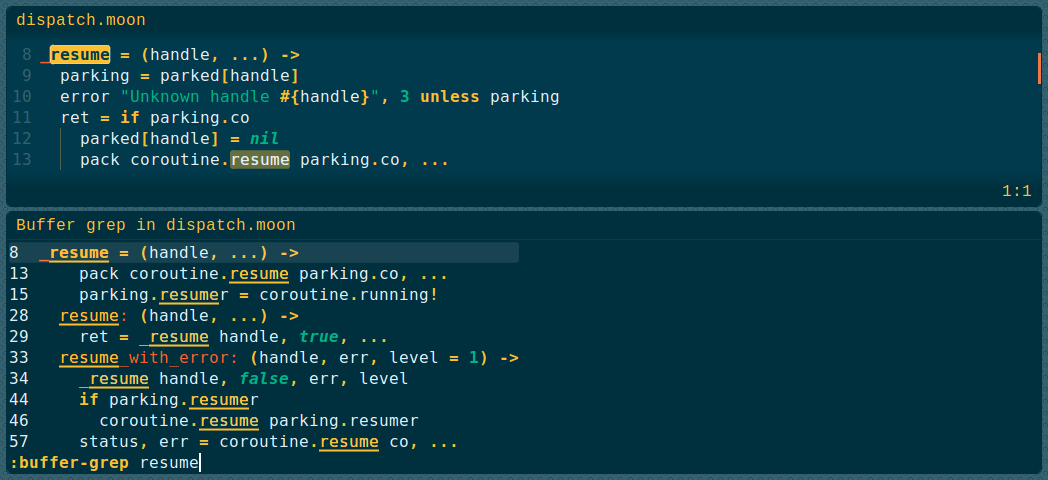 dispatch.moon
8 _resume = (handle, ...) ->
9 parking = parked[handle]
10 error "Unknown handle #{handle}", 3 unless parking
11 ret = if parking.co
12 parked[handle] = nil
13 pack coroutine.resume parking.co, ...
1:1
Buffer grep in dispatch.moon
8 _resume = (handle, ...) ->
13 pack coroutine.resume parking.co, ...
15 parking.resumer = coroutine.running!
28 resume: (handle, ...) ->
29 ret = _resume handle, true, ...
33 resume_with_error: (handle, err, level = 1) ->
34 _resume handle, false, err, level
44 if parking.resumer
46 coroutine.resume parking.resumer
57 status, err = coroutine.resume co, ...
:buffer-grep resume